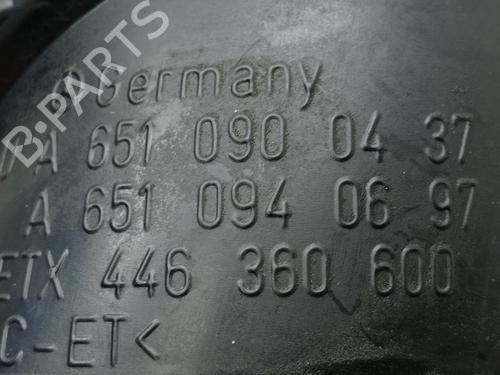 Germany
A 651 090 04 37
A 651 094 06 97
ETX 446 360 600
C-ET<
B-PARTS